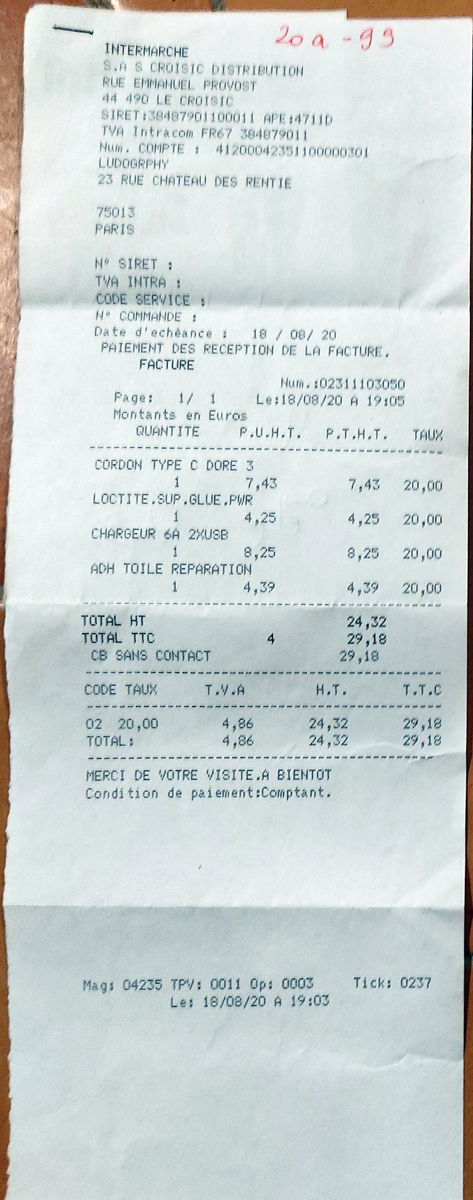 20a - 99
INTERMARCHE
S.A S CROISIC DISTRIBUTION
RUE EMMANUEL PROVOST
44 490 LE CROISIC
SIRET:38487901100011 APE:4711D
TVA Intracom FR67 384879011
Num. COMPTE : 41200042351100000301
LUDOGRPHY
23 RUE CHATEAU DES RENTIE
75013
PARIS
N° SIRET :
TVA INTRA :
CODE SERVICE :
N° COMMANDE :
Date d'echèance : 18 / 08/ 20
PAIEMENT DES RECEPTION DE LA FACTURE.
FACTURE
Num.:02311103050
Page: 1/ 1 Le:18/08/20 A 19:05
Montants en Euros
QUANTITE P.U.H.T. P.T.H.T. TAUX
CORDON TYPE C DORE 3
1 7,43 7,43 20,00
LOCTITE.SUP.GLUE.PWR
1 4,25 4,25 20,00
CHARGEUR 6A 2XUSB
1 8,25 8,25 20,00
ADH TOILE REPARATION
1 4,39 4,39 20,00
TOTAL HT 24,32
TOTAL TTC 4 29,18
CB SANS CONTACT 29,18
CODE TAUX T.V.A H.T. T.T.C
02 20,00 4,86 24,32 29,18
TOTAL: 4,86 24,32 29,18
MERCI DE VOTRE VISITE.A BIENTOT
Condition de paiement:Comptant.
Mag: 04235 TPV: 0011 Op: 0003 Tick: 0237
Le: 18/08/20 A 19:03